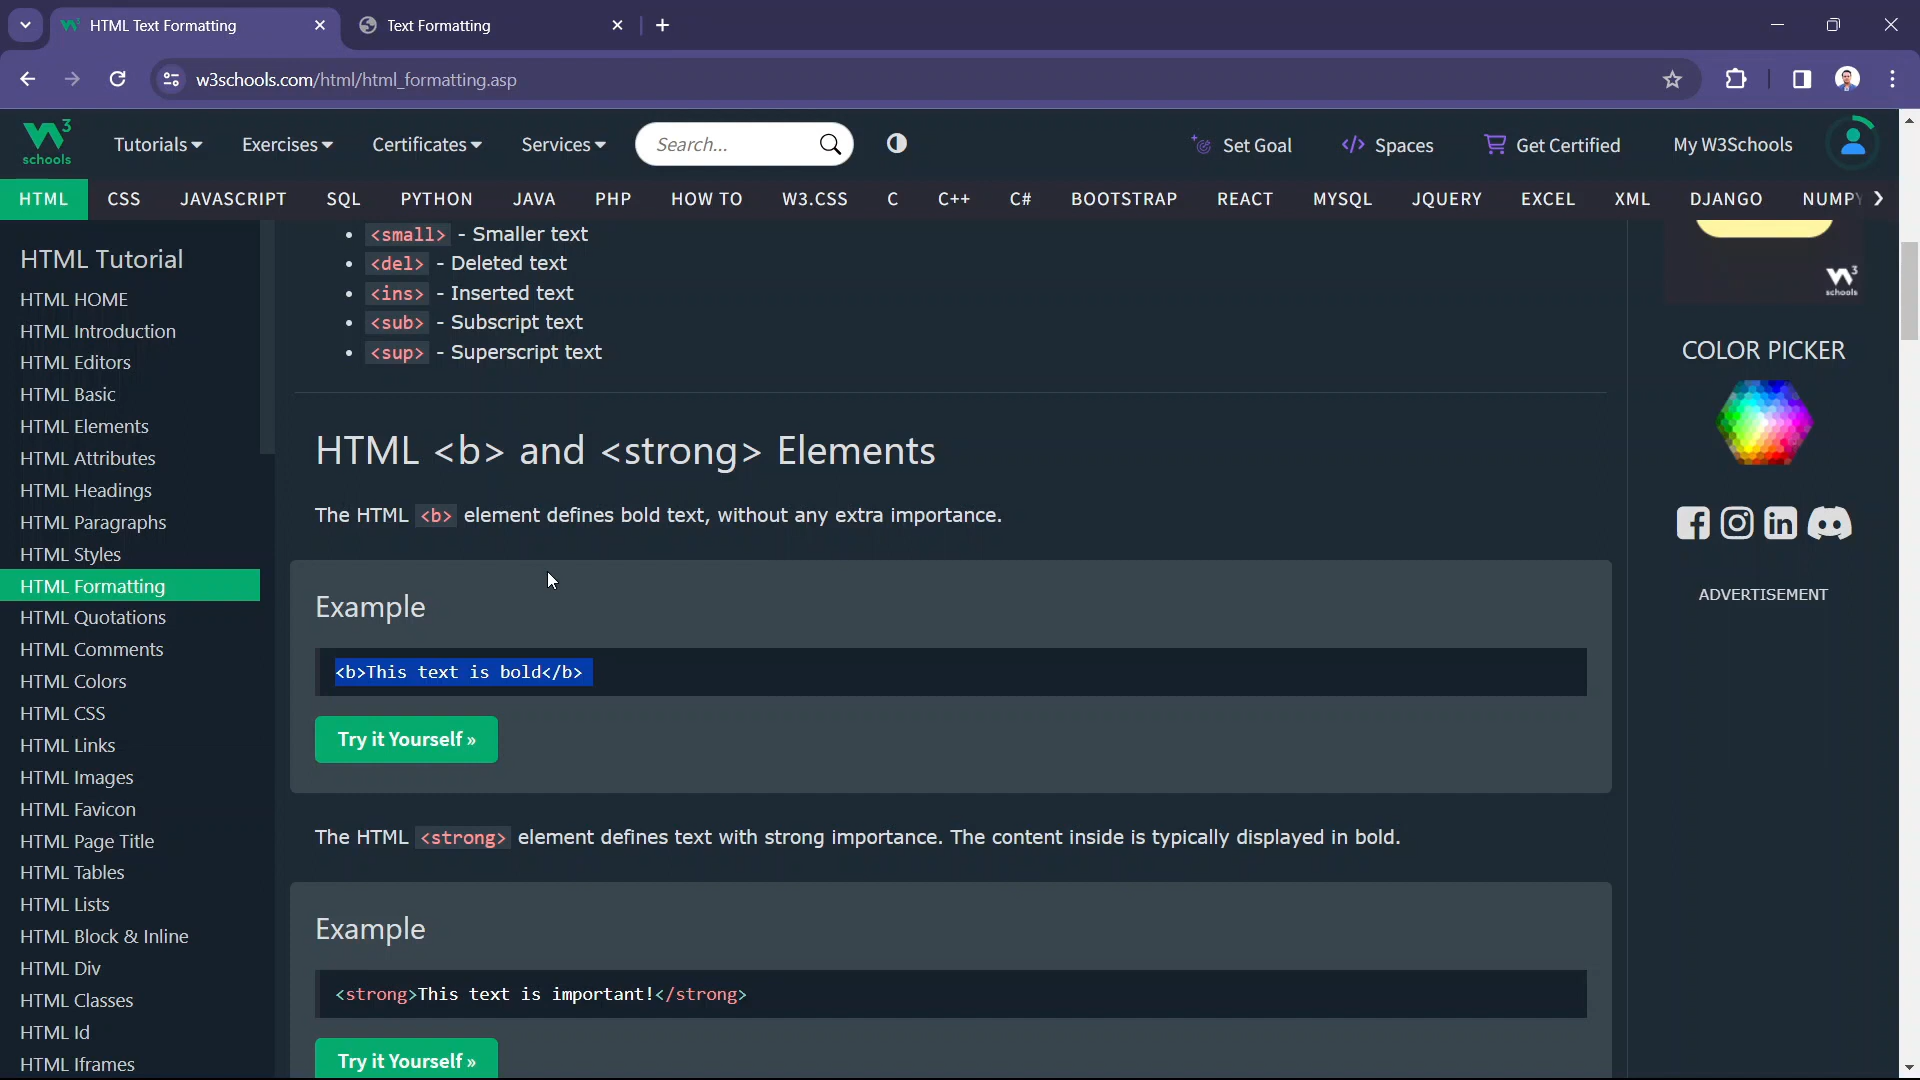 HTML Text Formatting
Text Formatting
w3schools.com/html/html_formatting.asp
W3 schools
Tutorials
Exercises
Certificates
Services
Search...
Set Goal
Spaces
Get Certified
My W3Schools
HTML CSS JAVASCRIPT SQL PYTHON JAVA PHP HOW TO W3.CSS C C++ C# BOOTSTRAP REACT MYSQL JQUERY EXCEL XML DJANGO NUMPY
HTML Tutorial
HTML HOME
HTML Introduction
HTML Editors
HTML Basic
HTML Elements
HTML Attributes
HTML Headings
HTML Paragraphs
HTML Styles
HTML Formatting
HTML Quotations
HTML Comments
HTML Colors
HTML CSS
HTML Links
HTML Images
HTML Favicon
HTML Page Title
HTML Tables
HTML Lists
HTML Block & Inline
HTML Div
HTML Classes
HTML Id
HTML Iframes
• <small> - Smaller text
• <del> - Deleted text
• <ins> - Inserted text
• <sub> - Subscript text
• <sup> - Superscript text
HTML <b> and <strong> Elements
The HTML <b> element defines bold text, without any extra importance.
Example
<b>This text is bold</b>
Try it Yourself »
The HTML <strong> element defines text with strong importance. The content inside is typically displayed in bold.
Example
<strong>This text is important!</strong>
Try it Yourself »
W3 schools
COLOR PICKER
ADVERTISEMENT